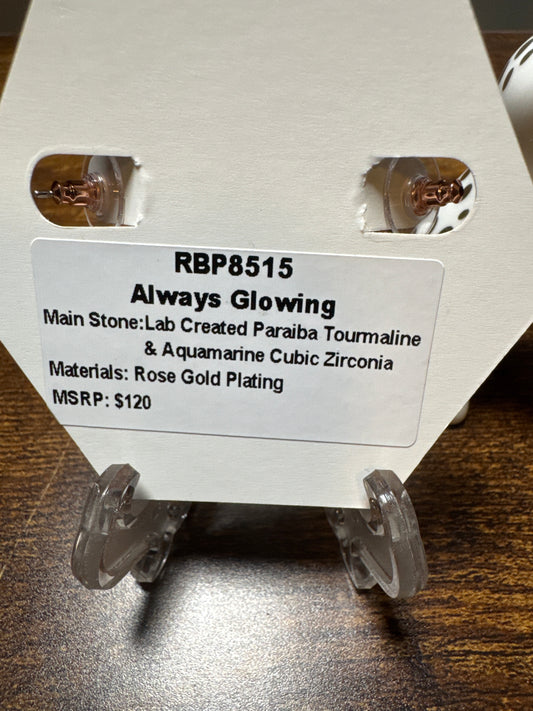 RBP8515
Always Glowing
Main Stone:Lab Created Paraiba Tourmaline
& Aquamarine Cubic Zirconia
Materials: Rose Gold Plating
MSRP: $120